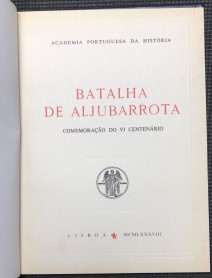 ACADEMIA PORTUGUESA DA HISTÓRIA
BATALHA
DE ALJUBARROTA
COMEMORAÇÃO DO VI CENTENÁRIO
LISBOA MCMLXXXVIII